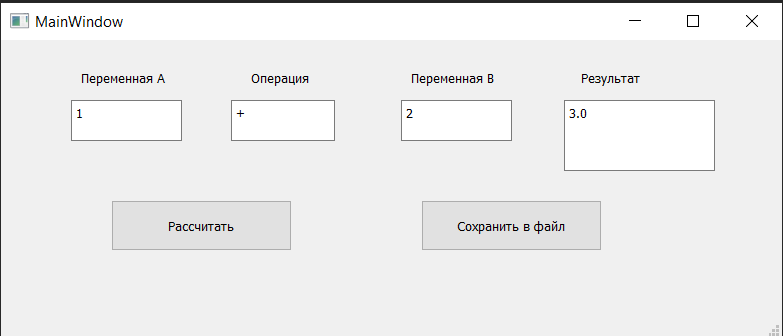 MainWindow
Переменная А Операция Переменная В Результат
1 + 2 3.0
Рассчитать Сохранить в файл